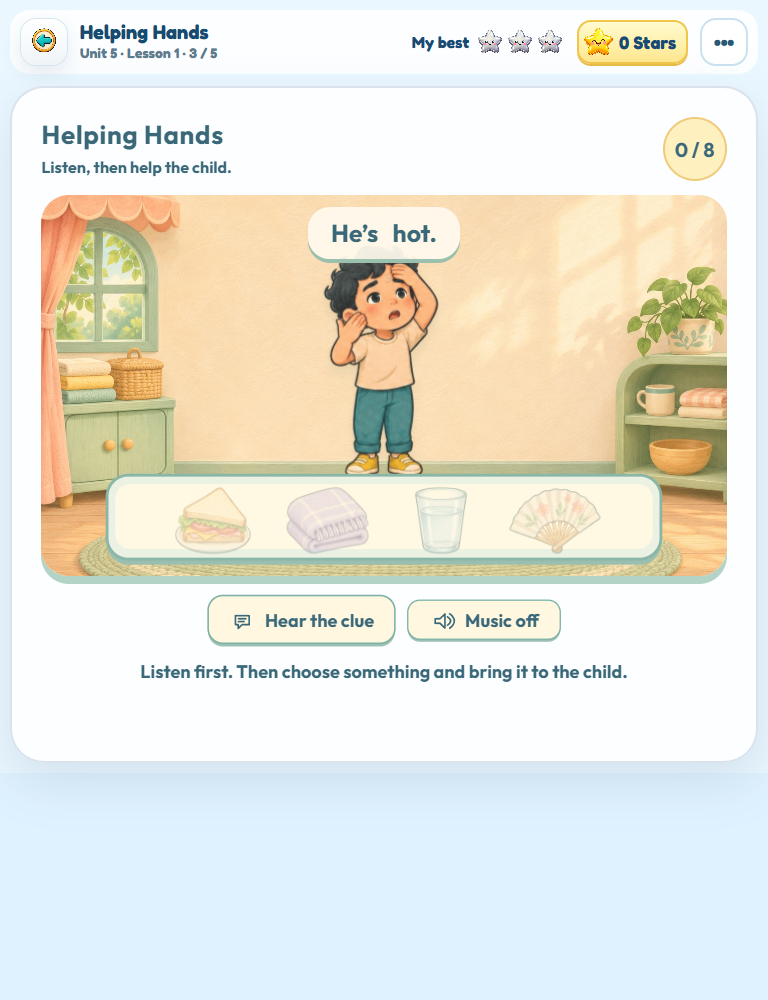 Helping Hands
Unit 5 · Lesson 1 · 3 / 5
My best
0 Stars
Helping Hands
Listen, then help the child.
0 / 8
He’s hot.
Hear the clue
Music off
Listen first. Then choose something and bring it to the child.